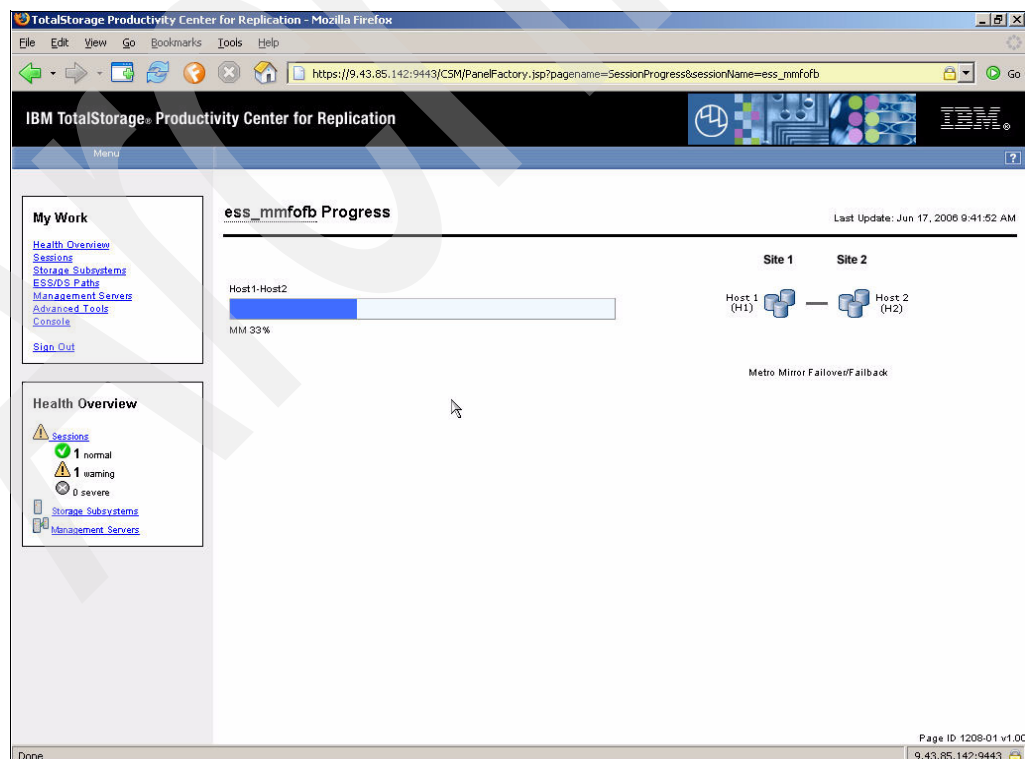 TotalStorage Productivity Center for Replication - Mozilla Firefox
File Edit View Go Bookmarks Tools Help
https://9.43.85.142:9443/CSM/PanelFactory.jsp?pagename=SessionProgress&sessionName=ess_mmfofb
Go
IBM TotalStorage® Productivity Center for Replication
IBM®
Menu
?
My Work
Health Overview
Sessions
Storage Subsystems
ESS/DS Paths
Management Servers
Advanced Tools
Console
Sign Out
Health Overview
Sessions
1 normal
1 warning
0 severe
Storage Subsystems
Management Servers
ess_mmfofb Progress
Last Update: Jun 17, 2006 9:41:52 AM
Host1-Host2
MM 33%
Site 1 Site 2
Host 1 Host 2
(H1) (H2)
Metro Mirror Failover/Failback
Page ID 1208-01 v1.00
Done
9.43.85.142:9443